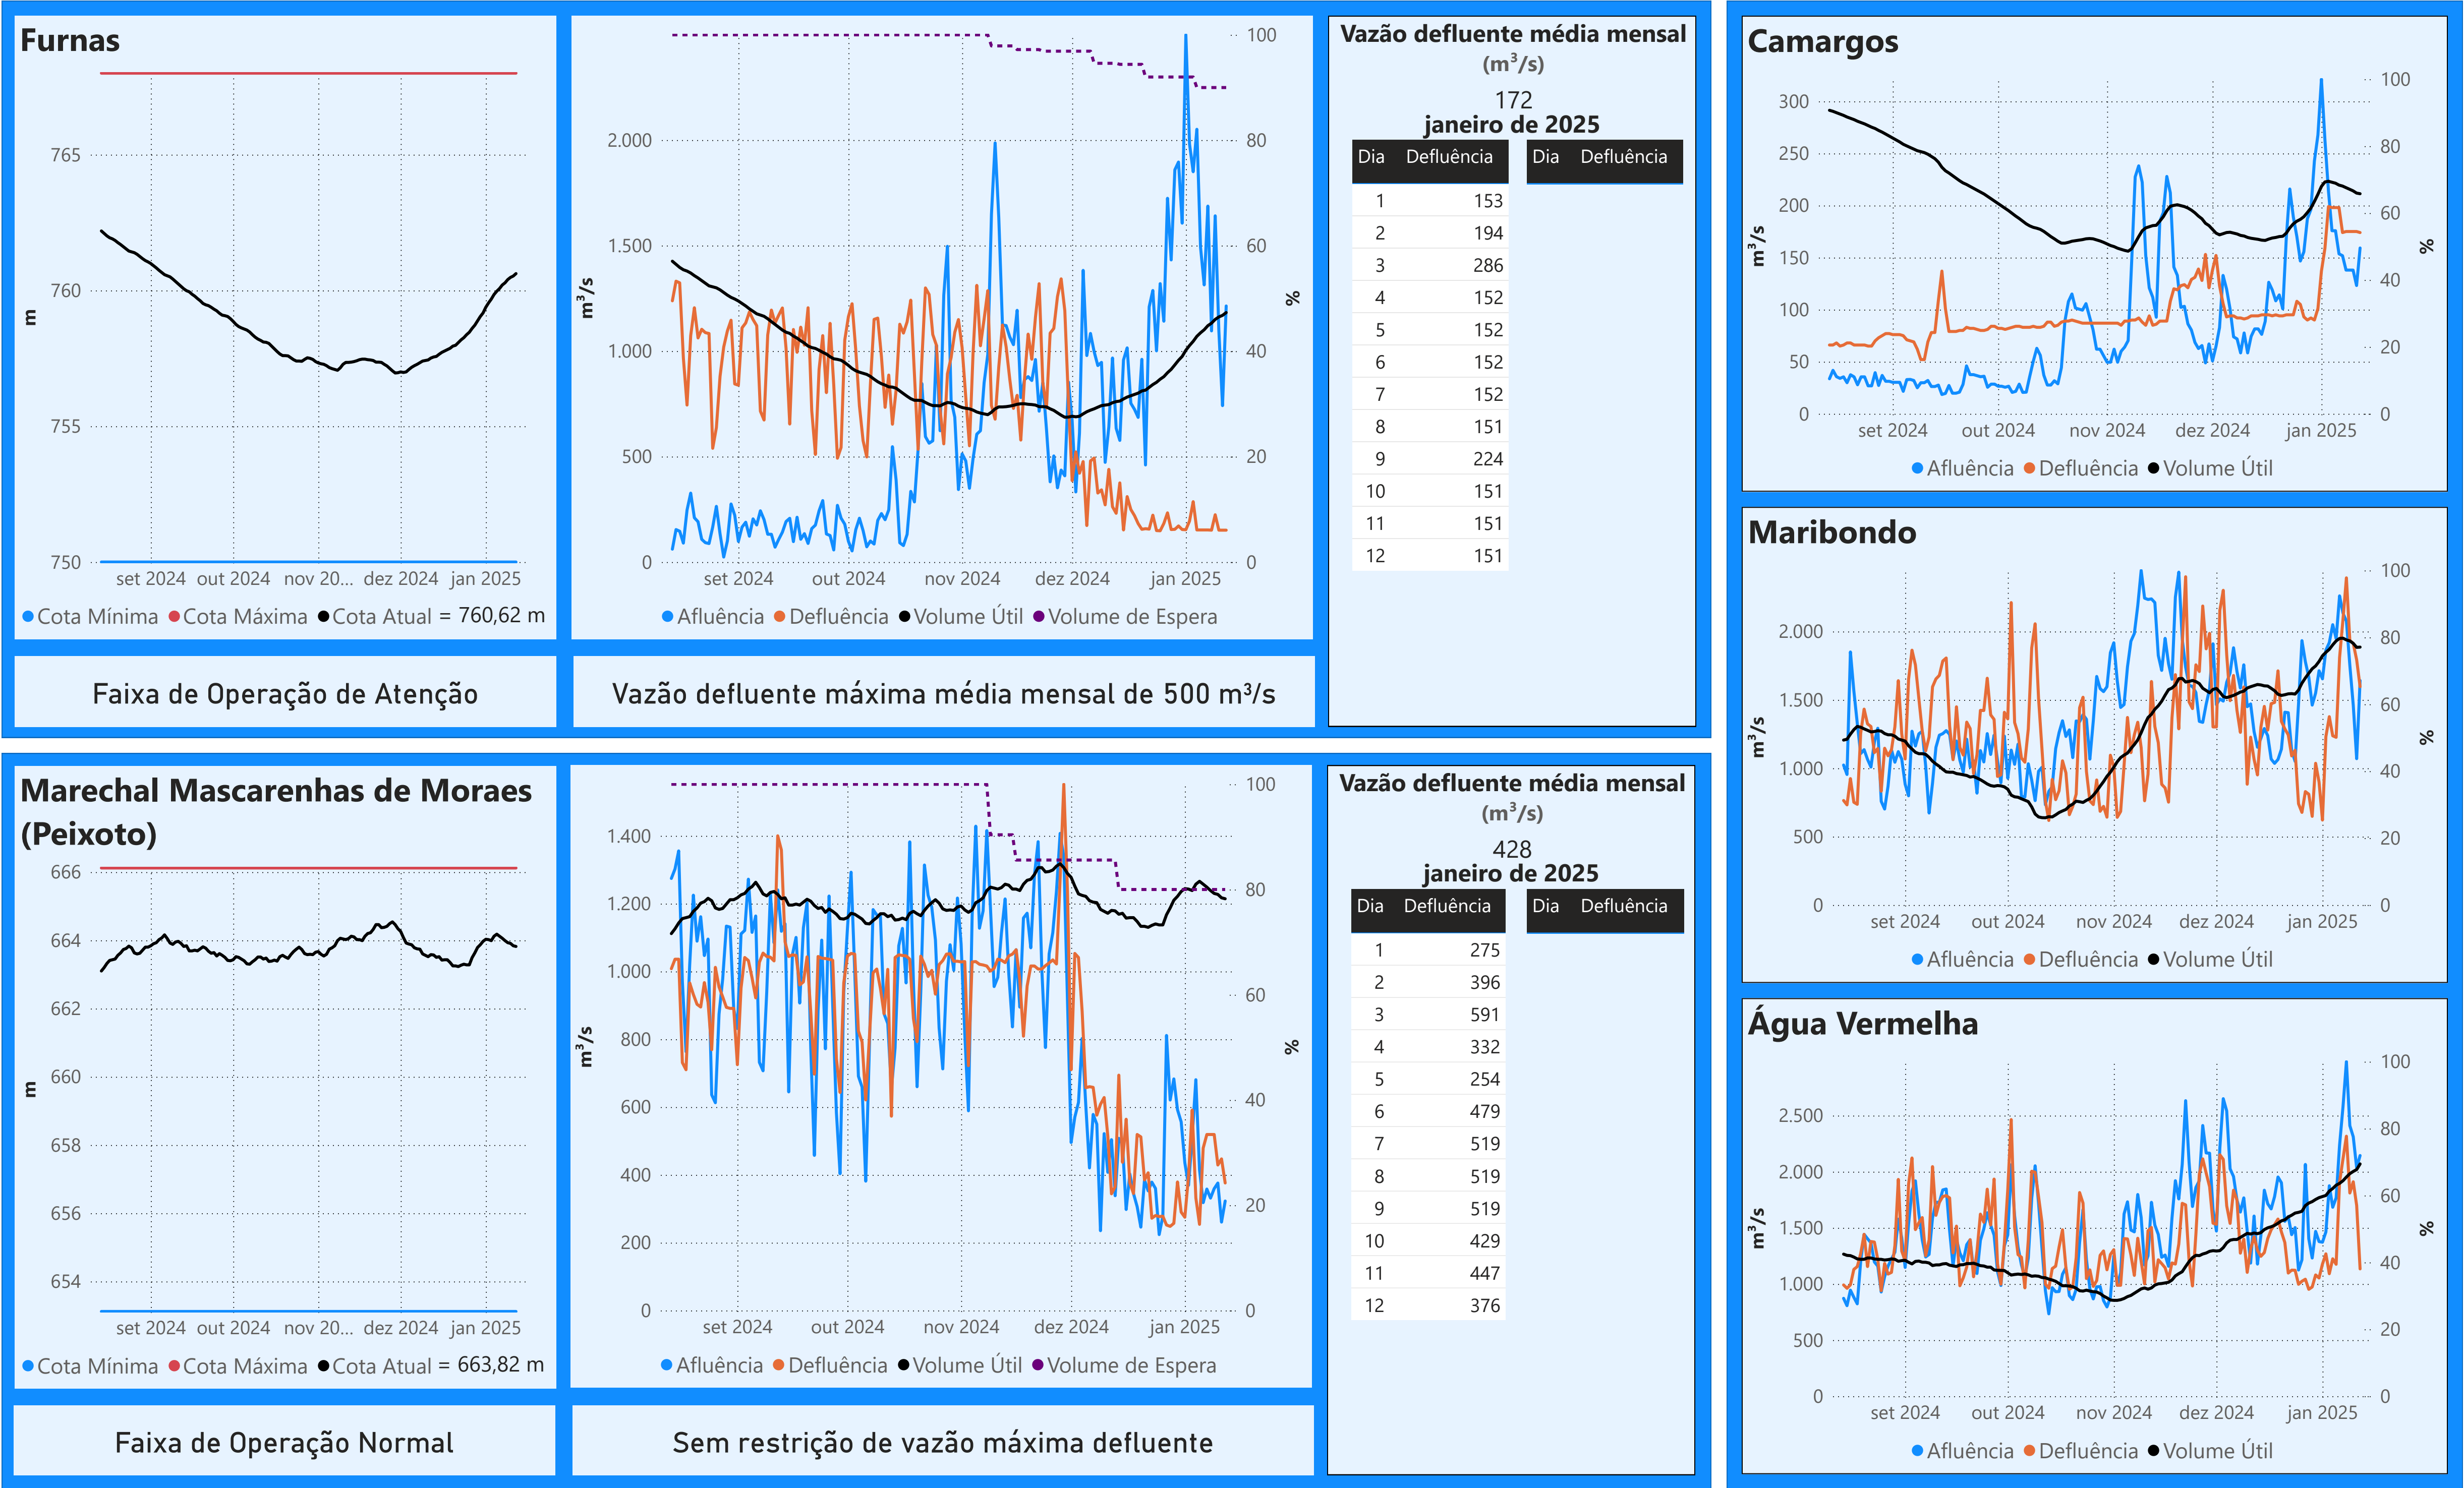 Furnas
765
760
755
750
m
set 2024 out 2024 nov 20... dez 2024 jan 2025
Cota Mínima Cota Máxima Cota Atual = 760,62 m
Faixa de Operação de Atenção
2.000
1.500
1.000
500
0
m³/s
100
80
60
40
20
0
%
set 2024 out 2024 nov 2024 dez 2024 jan 2025
Afluência Defluência Volume Útil Volume de Espera
Vazão defluente máxima média mensal de 500 m³/s
Vazão defluente média mensal
(m³/s)
172
janeiro de 2025
Dia Defluência Dia Defluência
1 153
2 194
3 286
4 152
5 152
6 152
7 152
8 151
9 224
10 151
11 151
12 151
Marechal Mascarenhas de Moraes
(Peixoto)
666
664
662
660
658
656
654
m
set 2024 out 2024 nov 20... dez 2024 jan 2025
Cota Mínima Cota Máxima Cota Atual = 663,82 m
Faixa de Operação Normal
1.400
1.200
1.000
800
600
400
200
0
m³/s
100
80
60
40
20
0
%
set 2024 out 2024 nov 2024 dez 2024 jan 2025
Afluência Defluência Volume Útil Volume de Espera
Sem restrição de vazão máxima defluente
Vazão defluente média mensal
(m³/s)
428
janeiro de 2025
Dia Defluência Dia Defluência
1 275
2 396
3 591
4 332
5 254
6 479
7 519
8 519
9 519
10 429
11 447
12 376
Camargos
300
250
200
150
100
50
0
m³/s
100
80
60
40
20
0
%
set 2024 out 2024 nov 2024 dez 2024 jan 2025
Afluência Defluência Volume Útil
Maribondo
2.000
1.500
1.000
500
0
m³/s
100
80
60
40
20
0
%
set 2024 out 2024 nov 2024 dez 2024 jan 2025
Afluência Defluência Volume Útil
Água Vermelha
2.500
2.000
1.500
1.000
500
0
m³/s
100
80
60
40
20
0
%
set 2024 out 2024 nov 2024 dez 2024 jan 2025
Afluência Defluência Volume Útil